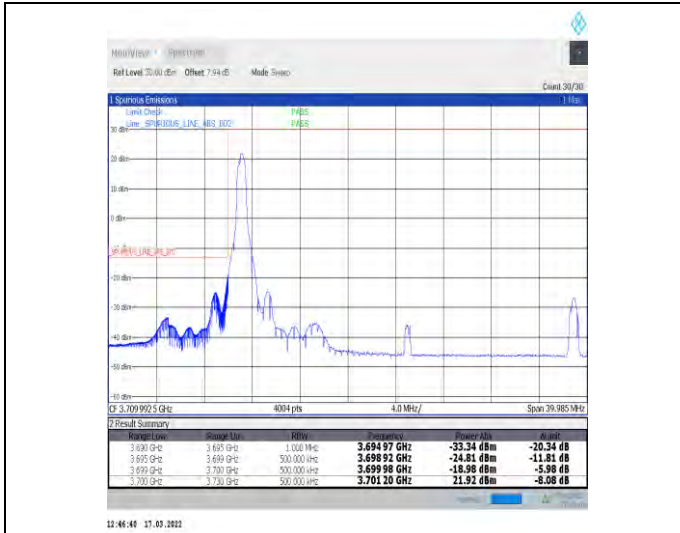 MultiView Spectrum
Ref Level 30.00 dBm Offset 7.94 dB Mode Sweep
Count 30/30
1 Spurious Emissions 1 Max
Limit Check PASS
Line _SPURIOUS_LINE_ABS_ PASS
30 dBm
20 dBm
10 dBm
0 dBm
-20 dBm
-30 dBm
-40 dBm
-50 dBm
-60 dBm
CF 3.709 992 5 GHz 4004 pts 4.0 MHz/ Span 39.985 MHz
2 Result Summary
Range Low Range Up RBW Frequency Power Abs ΔLimit
3.690 GHz 3.695 GHz 1.000 MHz 3.694 97 GHz -33.34 dBm -20.34 dB
3.695 GHz 3.699 GHz 500.000 kHz 3.698 92 GHz -24.81 dBm -11.81 dB
3.699 GHz 3.700 GHz 500.000 kHz 3.699 98 GHz -18.98 dBm -5.98 dB
3.700 GHz 3.730 GHz 500.000 kHz 3.701 20 GHz 21.92 dBm -8.08 dB
12:46:40 17.03.2022